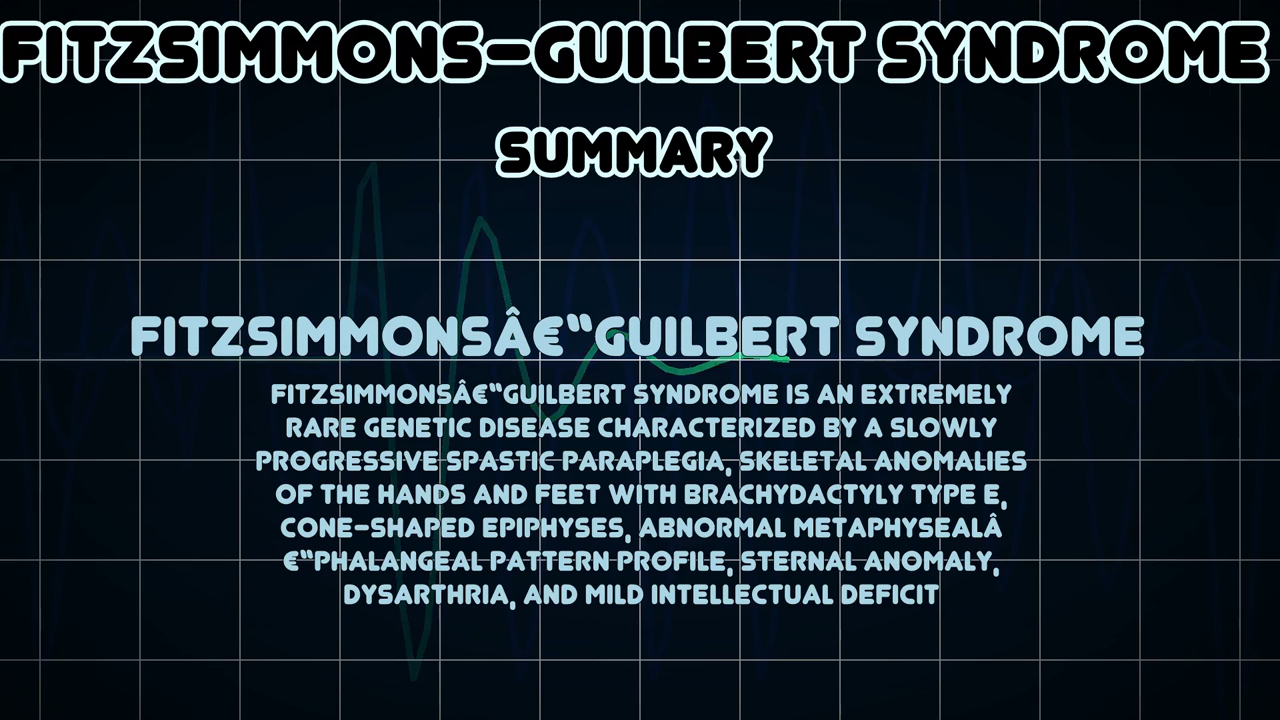 FITZSIMMONS–GUILBERT SYNDROME
SUMMARY
FITZSIMMONSÂ€“GUILBERT SYNDROME
FITZSIMMONSÂ€“GUILBERT SYNDROME IS AN EXTREMELY
RARE GENETIC DISEASE CHARACTERIZED BY A SLOWLY
PROGRESSIVE SPASTIC PARAPLEGIA, SKELETAL ANOMALIES
OF THE HANDS AND FEET WITH BRACHYDACTYLY TYPE E,
CONE-SHAPED EPIPHYSES, ABNORMAL METAPHYSEALÂ
€“PHALANGEAL PATTERN PROFILE, STERNAL ANOMALY,
DYSARTHRIA, AND MILD INTELLECTUAL DEFICIT